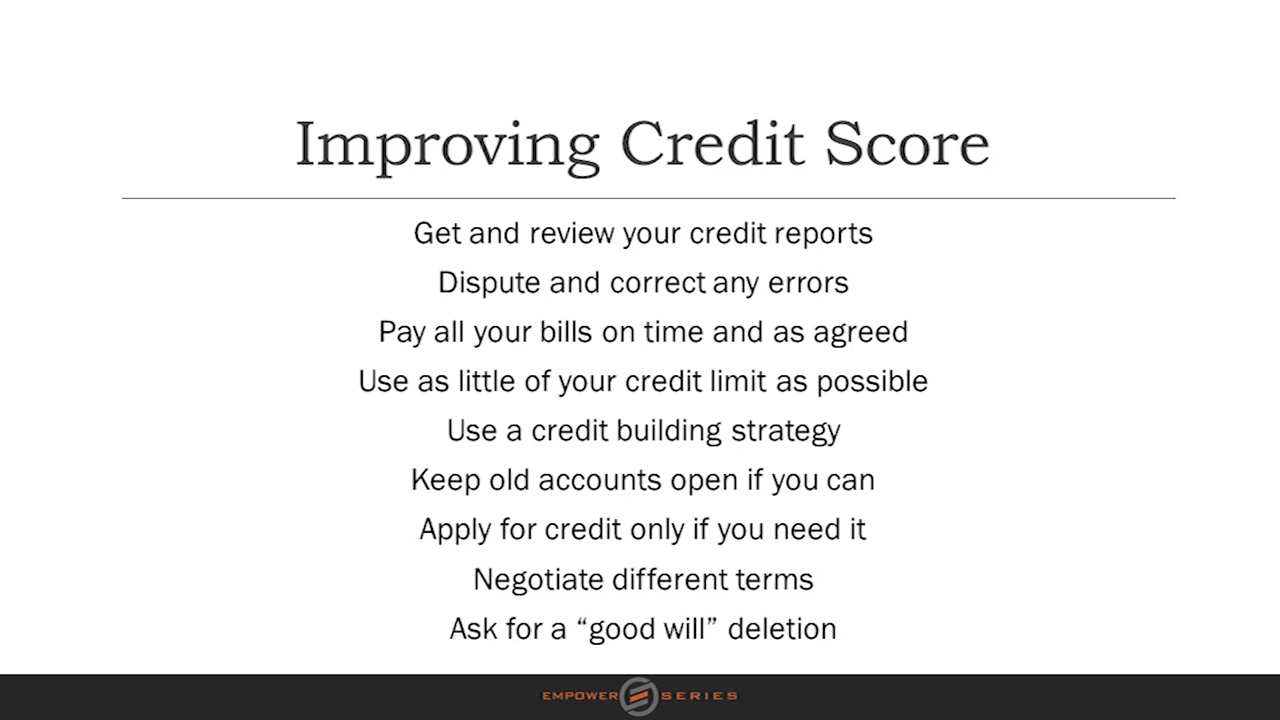 Improving Credit Score
Get and review your credit reports
Dispute and correct any errors
Pay all your bills on time and as agreed
Use as little of your credit limit as possible
Use a credit building strategy
Keep old accounts open if you can
Apply for credit only if you need it
Negotiate different terms
Ask for a “good will” deletion
EMPOWER SERIES